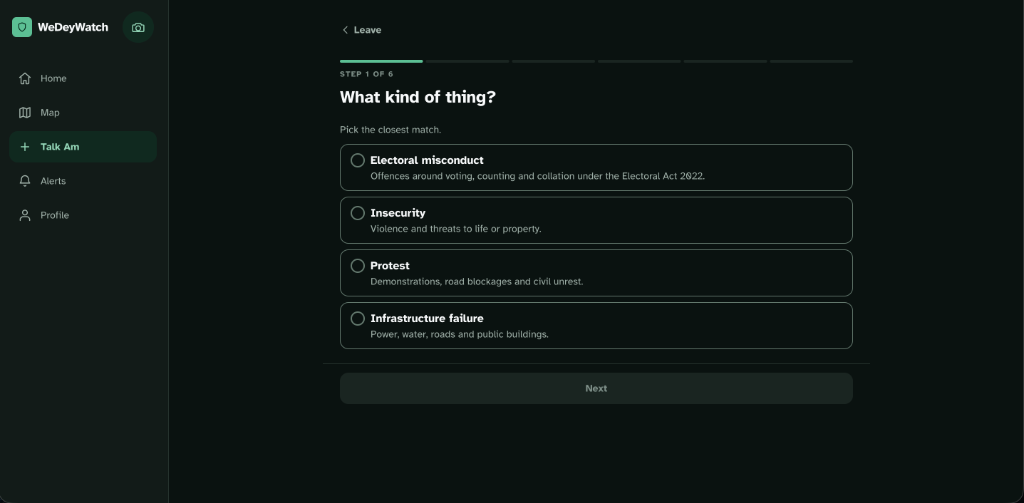 WeDeyWatch
Home
Map
Talk Am
Alerts
Profile
Leave
STEP 1 OF 6
What kind of thing?
Pick the closest match.
Electoral misconduct
Offences around voting, counting and collation under the Electoral Act 2022.
Insecurity
Violence and threats to life or property.
Protest
Demonstrations, road blockages and civil unrest.
Infrastructure failure
Power, water, roads and public buildings.
Next